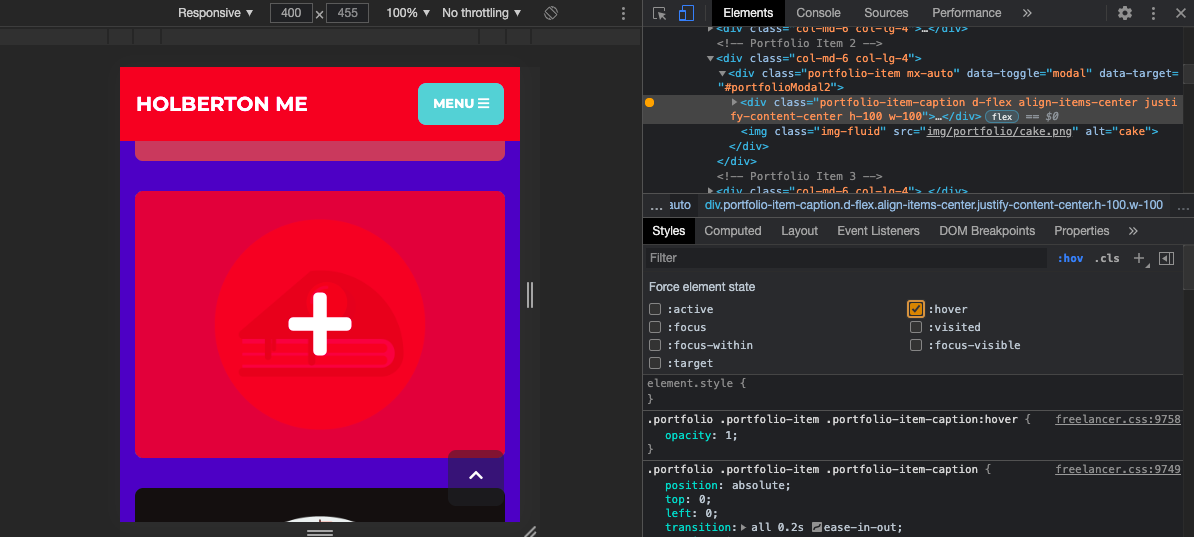 Responsive ▾ 400 × 455 100% ▾ No throttling ▾
Elements Console Sources Performance »
HOLBERTON ME
MENU ☰
<div class="col-md-6 col-lg-4">…</div>
<!-- Portfolio Item 2 -->
<div class="col-md-6 col-lg-4">
<div class="portfolio-item mx-auto" data-toggle="modal" data-target=
"#portfolioModal2">
<div class="portfolio-item-caption d-flex align-items-center justi
fy-content-center h-100 w-100">…</div> flex == $0
<img class="img-fluid" src="img/portfolio/cake.png" alt="cake">
</div>
</div>
<!-- Portfolio Item 3 -->
<div class="col-md-6 col-lg-4">…</div>
… auto div.portfolio-item-caption.d-flex.align-items-center.justify-content-center.h-100.w-100 …
Styles Computed Layout Event Listeners DOM Breakpoints Properties »
Filter :hov .cls +
Force element state
:active :hover
:focus :visited
:focus-within :focus-visible
:target
element.style {
}
.portfolio .portfolio-item .portfolio-item-caption:hover { freelancer.css:9758
opacity: 1;
}
.portfolio .portfolio-item .portfolio-item-caption { freelancer.css:9749
position: absolute;
top: 0;
left: 0;
transition: ▸ all 0.2s ease-in-out;